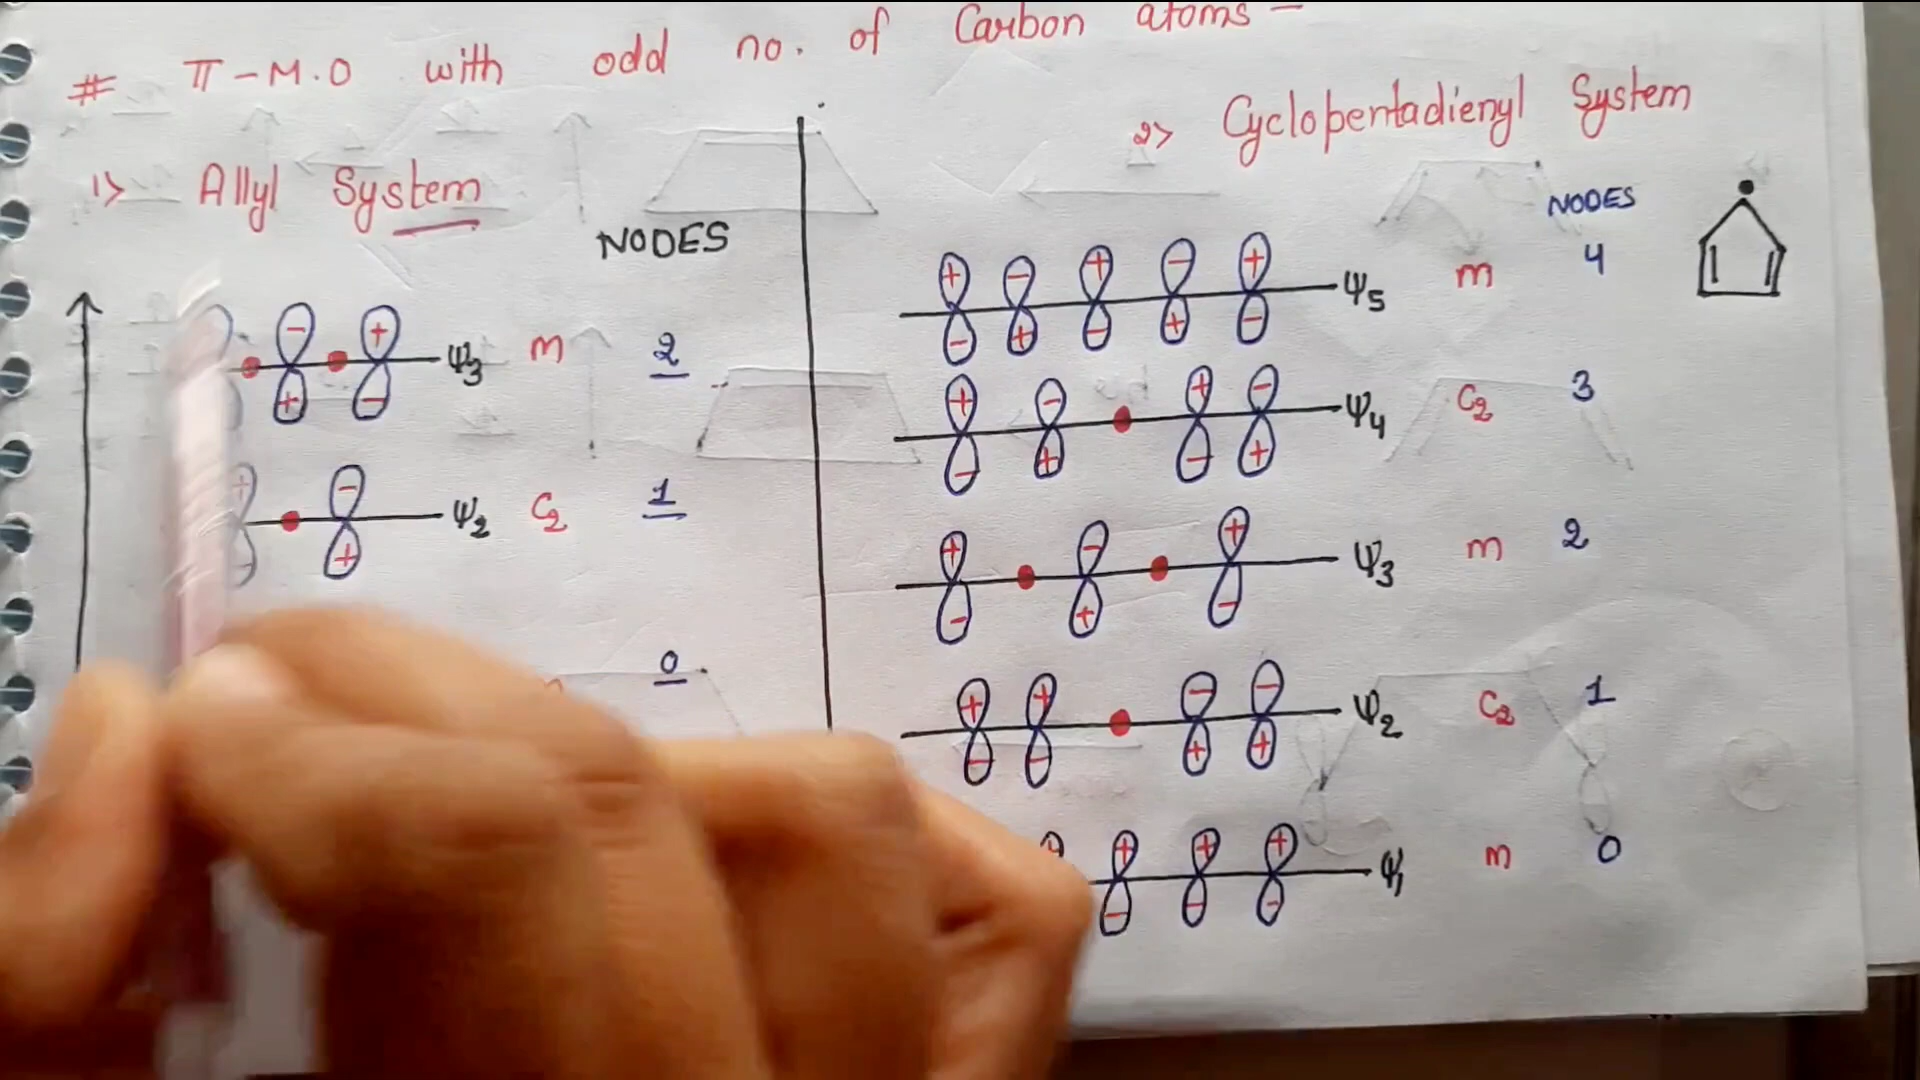 # π-M.O with odd no. of Carbon atoms -
1> Allyl System
NODES
- + ψ3 m 2
+ -
+ - ψ2 C2 1
+
0
2> Cyclopentadienyl System
NODES
+ - + - + ψ5 m 4
- + - + -
+ - + - ψ4 C2 3
- + - +
+ - + ψ3 m 2
- + -
+ + - - ψ2 C2 1
- - + +
+ + + ψ1 m 0
- - -